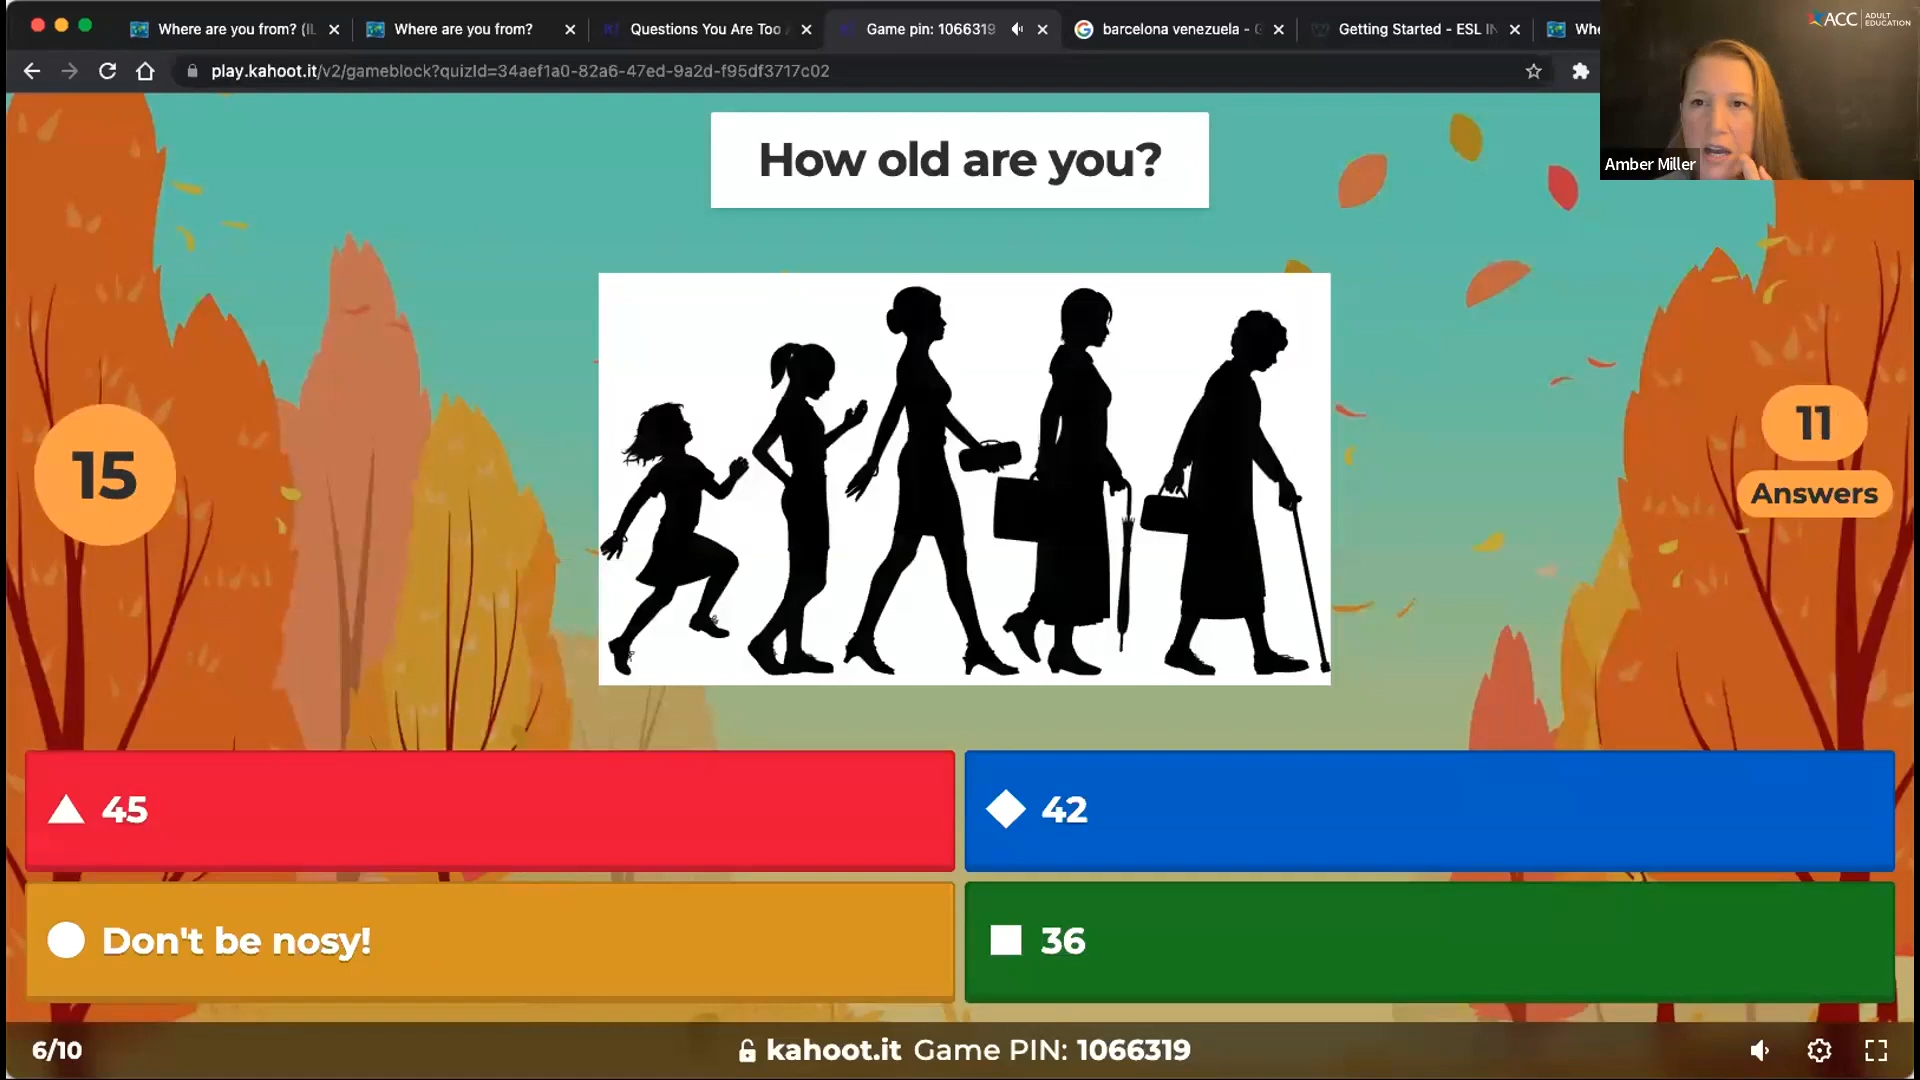 Where are you from? (IL
Where are you from?
Questions You Are Too
Game pin: 1066319
barcelona venezuela - G
Getting Started - ESL IN
Whe
play.kahoot.it/v2/gameblock?quizId=34aef1a0-82a6-47ed-9a2d-f95df3717c02
ACC ADULT EDUCATION
Amber Miller
How old are you?
15
11
Answers
45
42
Don't be nosy!
36
6/10
kahoot.it Game PIN: 1066319